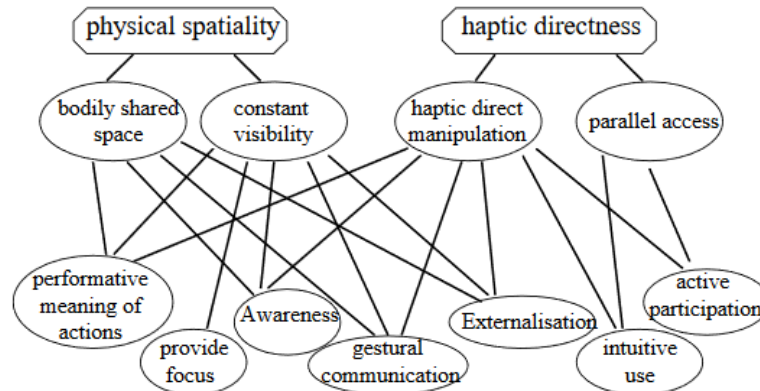 physical spatiality
haptic directness
bodily shared
space
constant
visibility
haptic direct
manipulation
parallel access
performative
meaning of
actions
provide
focus
Awareness
gestural
communication
Externalisation
intuitive
use
active
participation